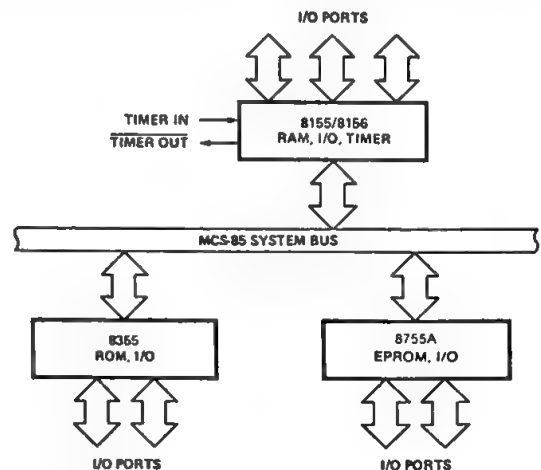 I/O PORTS
TIMER IN
TIMER OUT
8155/8156
RAM, I/O, TIMER
MCS-85 SYSTEM BUS
8355
ROM, I/O
8755A
EPROM, I/O
I/O PORTS
I/O PORTS